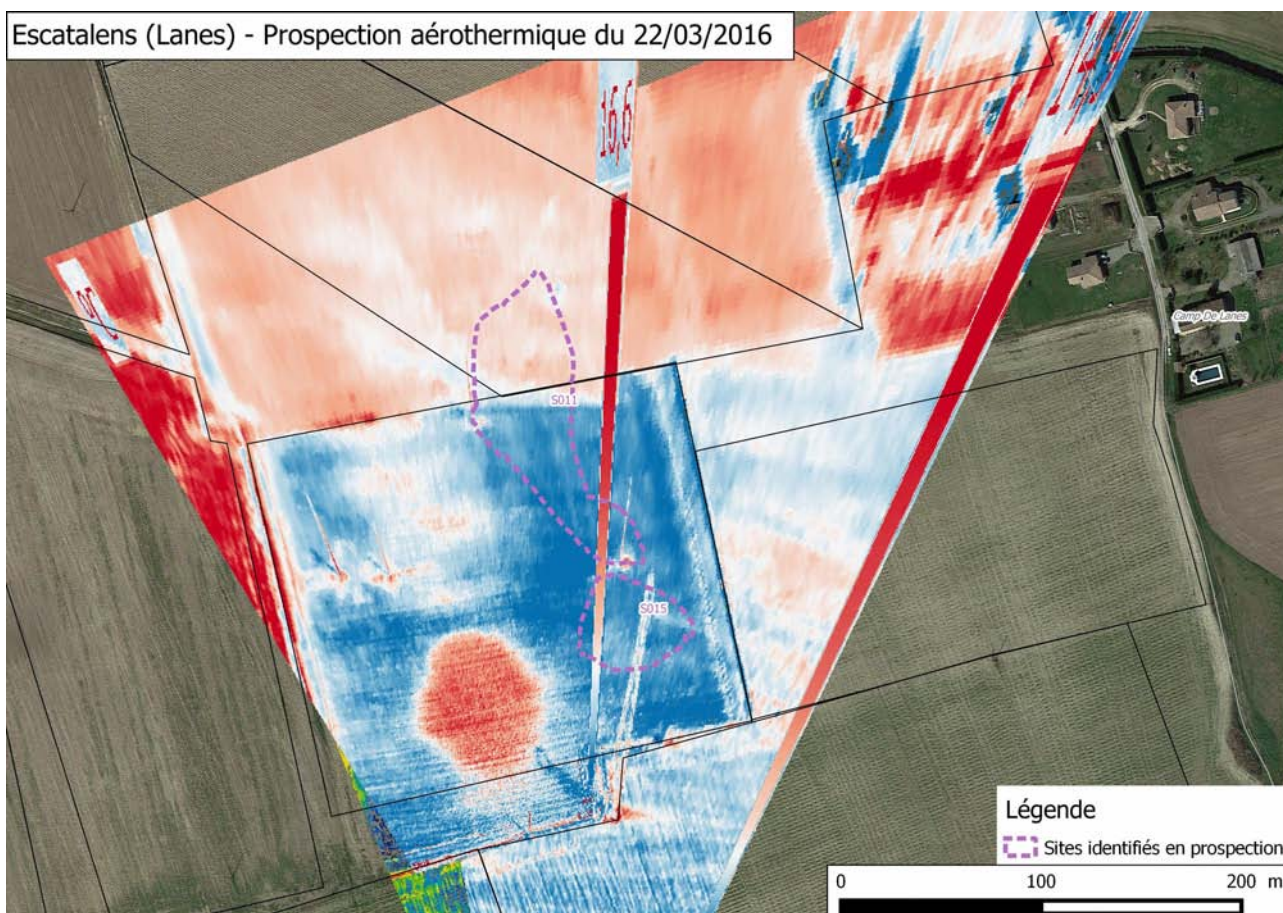 Escatalens (Lanes) - Prospection aérothermique du 22/03/2016
16,6
Camp De Lanes
S011
S015
Légende
Sites identifiés en prospection
0 100 200 m